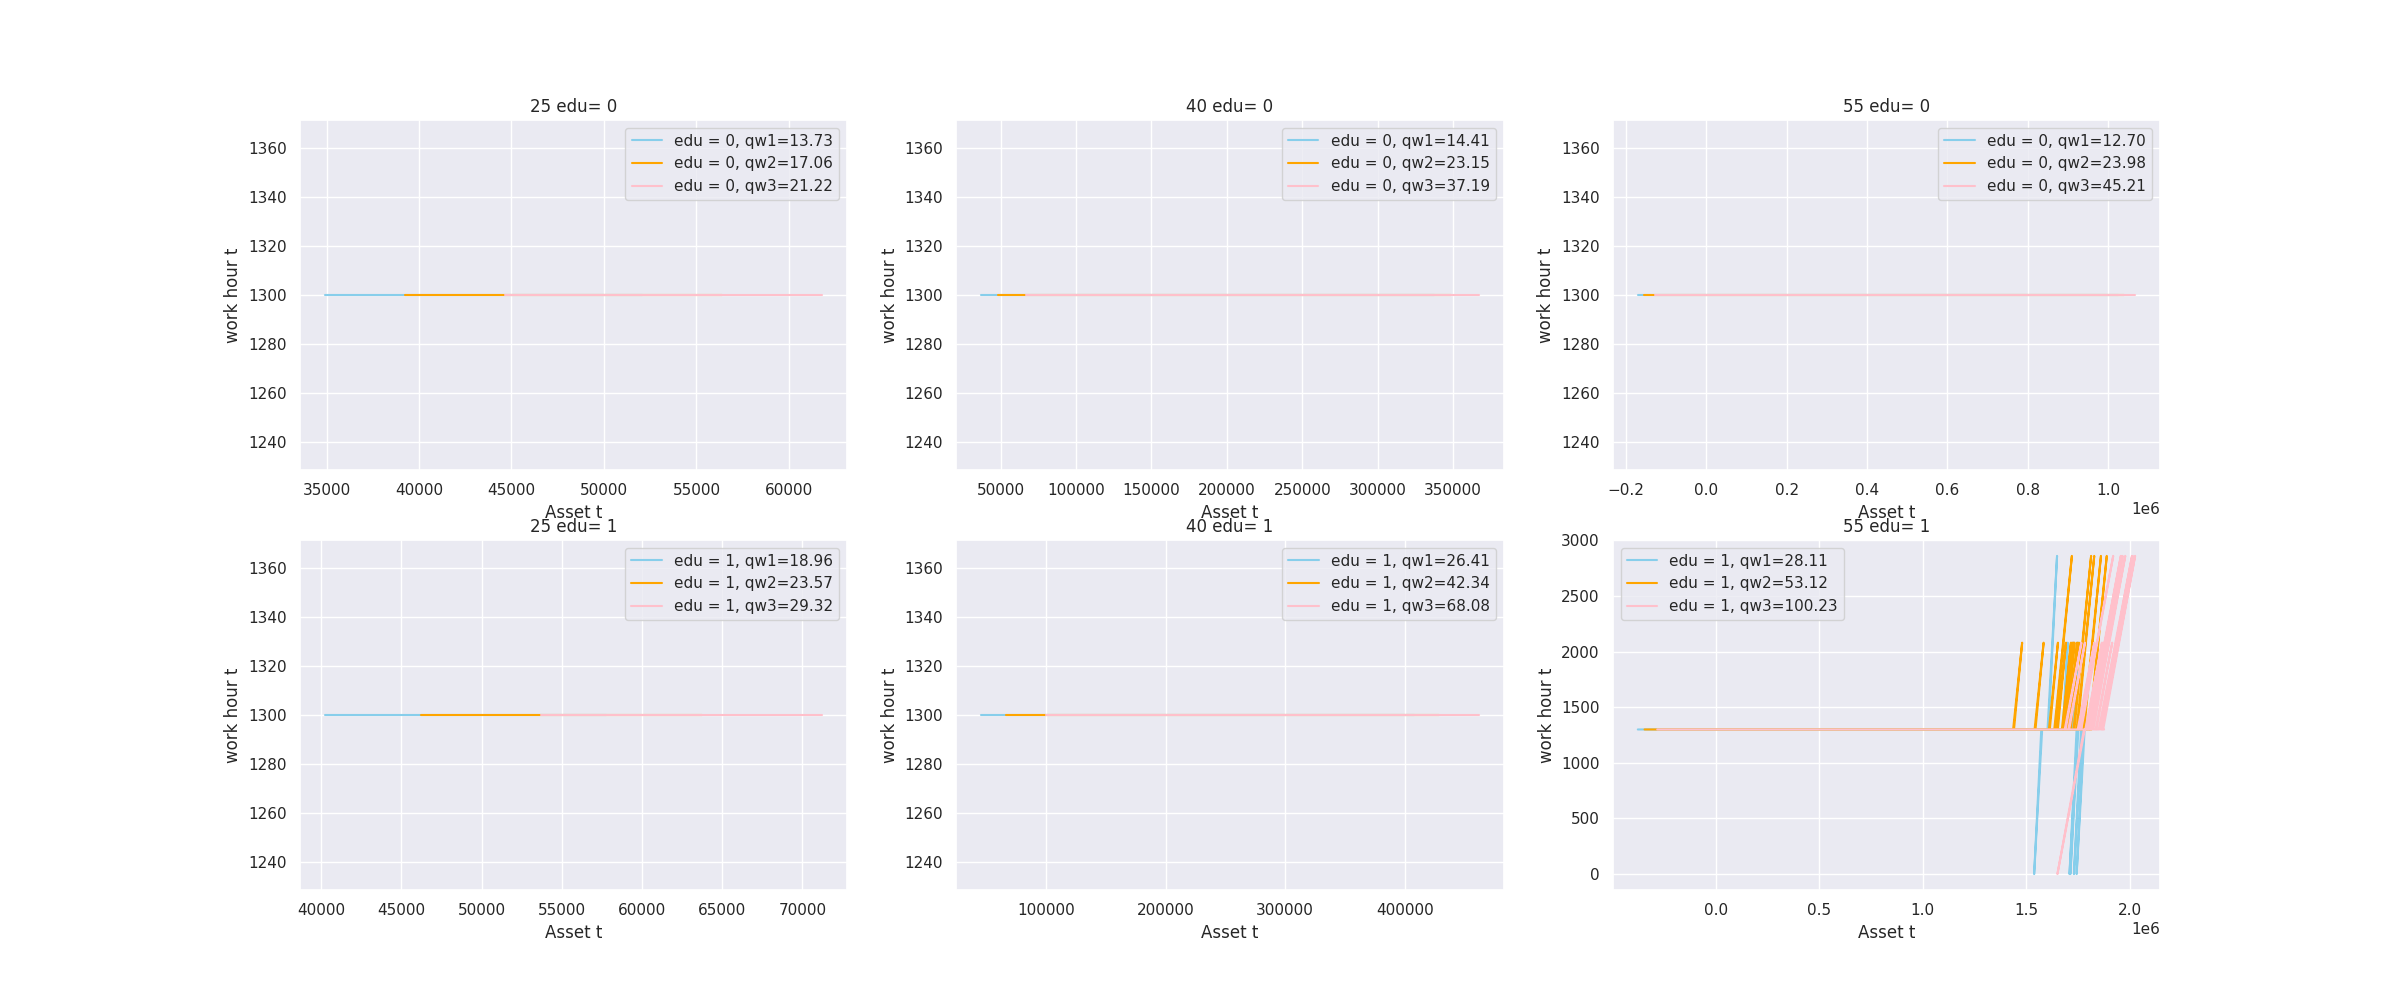 25 edu= 0
work hour t
1360
1340
1320
1300
1280
1260
1240
edu = 0, qw1=13.73
edu = 0, qw2=17.06
edu = 0, qw3=21.22
35000 40000 45000 50000 55000 60000
Asset t
40 edu= 0
work hour t
1360
1340
1320
1300
1280
1260
1240
edu = 0, qw1=14.41
edu = 0, qw2=23.15
edu = 0, qw3=37.19
50000 100000 150000 200000 250000 300000 350000
Asset t
55 edu= 0
work hour t
1360
1340
1320
1300
1280
1260
1240
edu = 0, qw1=12.70
edu = 0, qw2=23.98
edu = 0, qw3=45.21
−0.2 0.0 0.2 0.4 0.6 0.8 1.0
1e6
Asset t
25 edu= 1
work hour t
1360
1340
1320
1300
1280
1260
1240
edu = 1, qw1=18.96
edu = 1, qw2=23.57
edu = 1, qw3=29.32
40000 45000 50000 55000 60000 65000 70000
Asset t
40 edu= 1
work hour t
1360
1340
1320
1300
1280
1260
1240
edu = 1, qw1=26.41
edu = 1, qw2=42.34
edu = 1, qw3=68.08
100000 200000 300000 400000
Asset t
55 edu= 1
work hour t
3000
2500
2000
1500
1000
500
0
edu = 1, qw1=28.11
edu = 1, qw2=53.12
edu = 1, qw3=100.23
0.0 0.5 1.0 1.5 2.0
1e6
Asset t